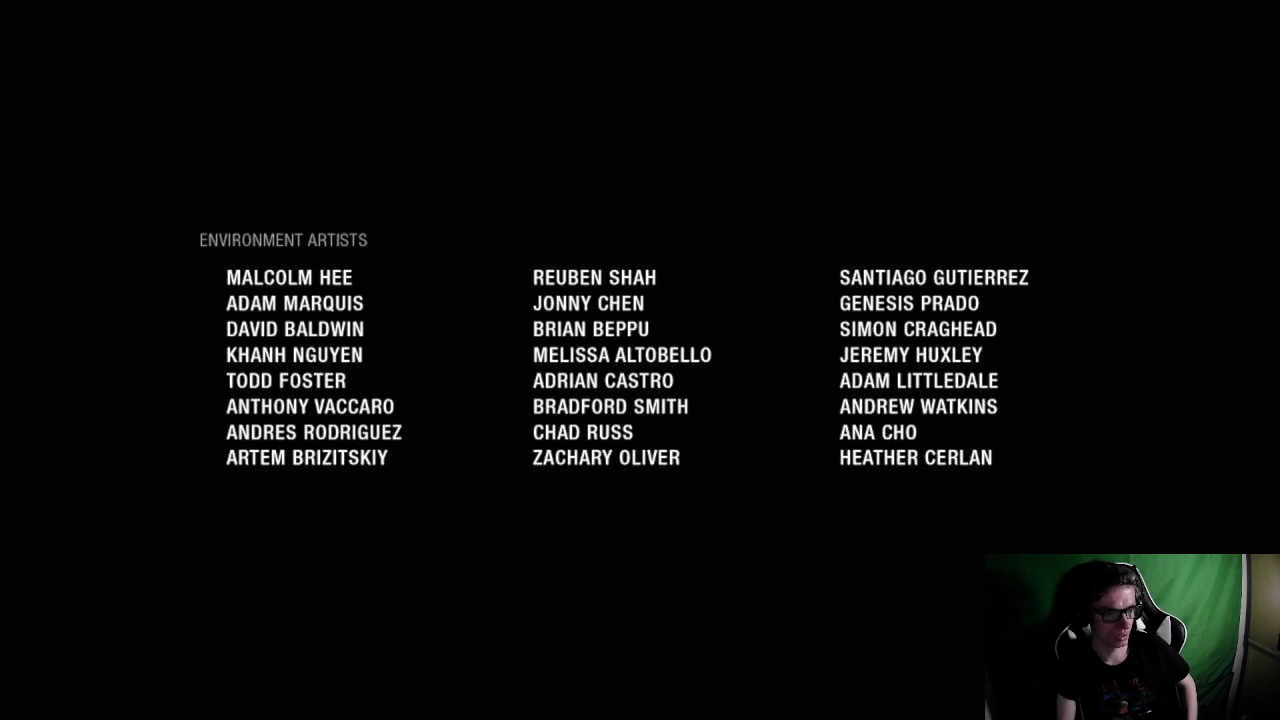 ENVIRONMENT ARTISTS
MALCOLM HEE
ADAM MARQUIS
DAVID BALDWIN
KHANH NGUYEN
TODD FOSTER
ANTHONY VACCARO
ANDRES RODRIGUEZ
ARTEM BRIZITSKIY
REUBEN SHAH
JONNY CHEN
BRIAN BEPPU
MELISSA ALTOBELLO
ADRIAN CASTRO
BRADFORD SMITH
CHAD RUSS
ZACHARY OLIVER
SANTIAGO GUTIERREZ
GENESIS PRADO
SIMON CRAGHEAD
JEREMY HUXLEY
ADAM LITTLEDALE
ANDREW WATKINS
ANA CHO
HEATHER CERLAN